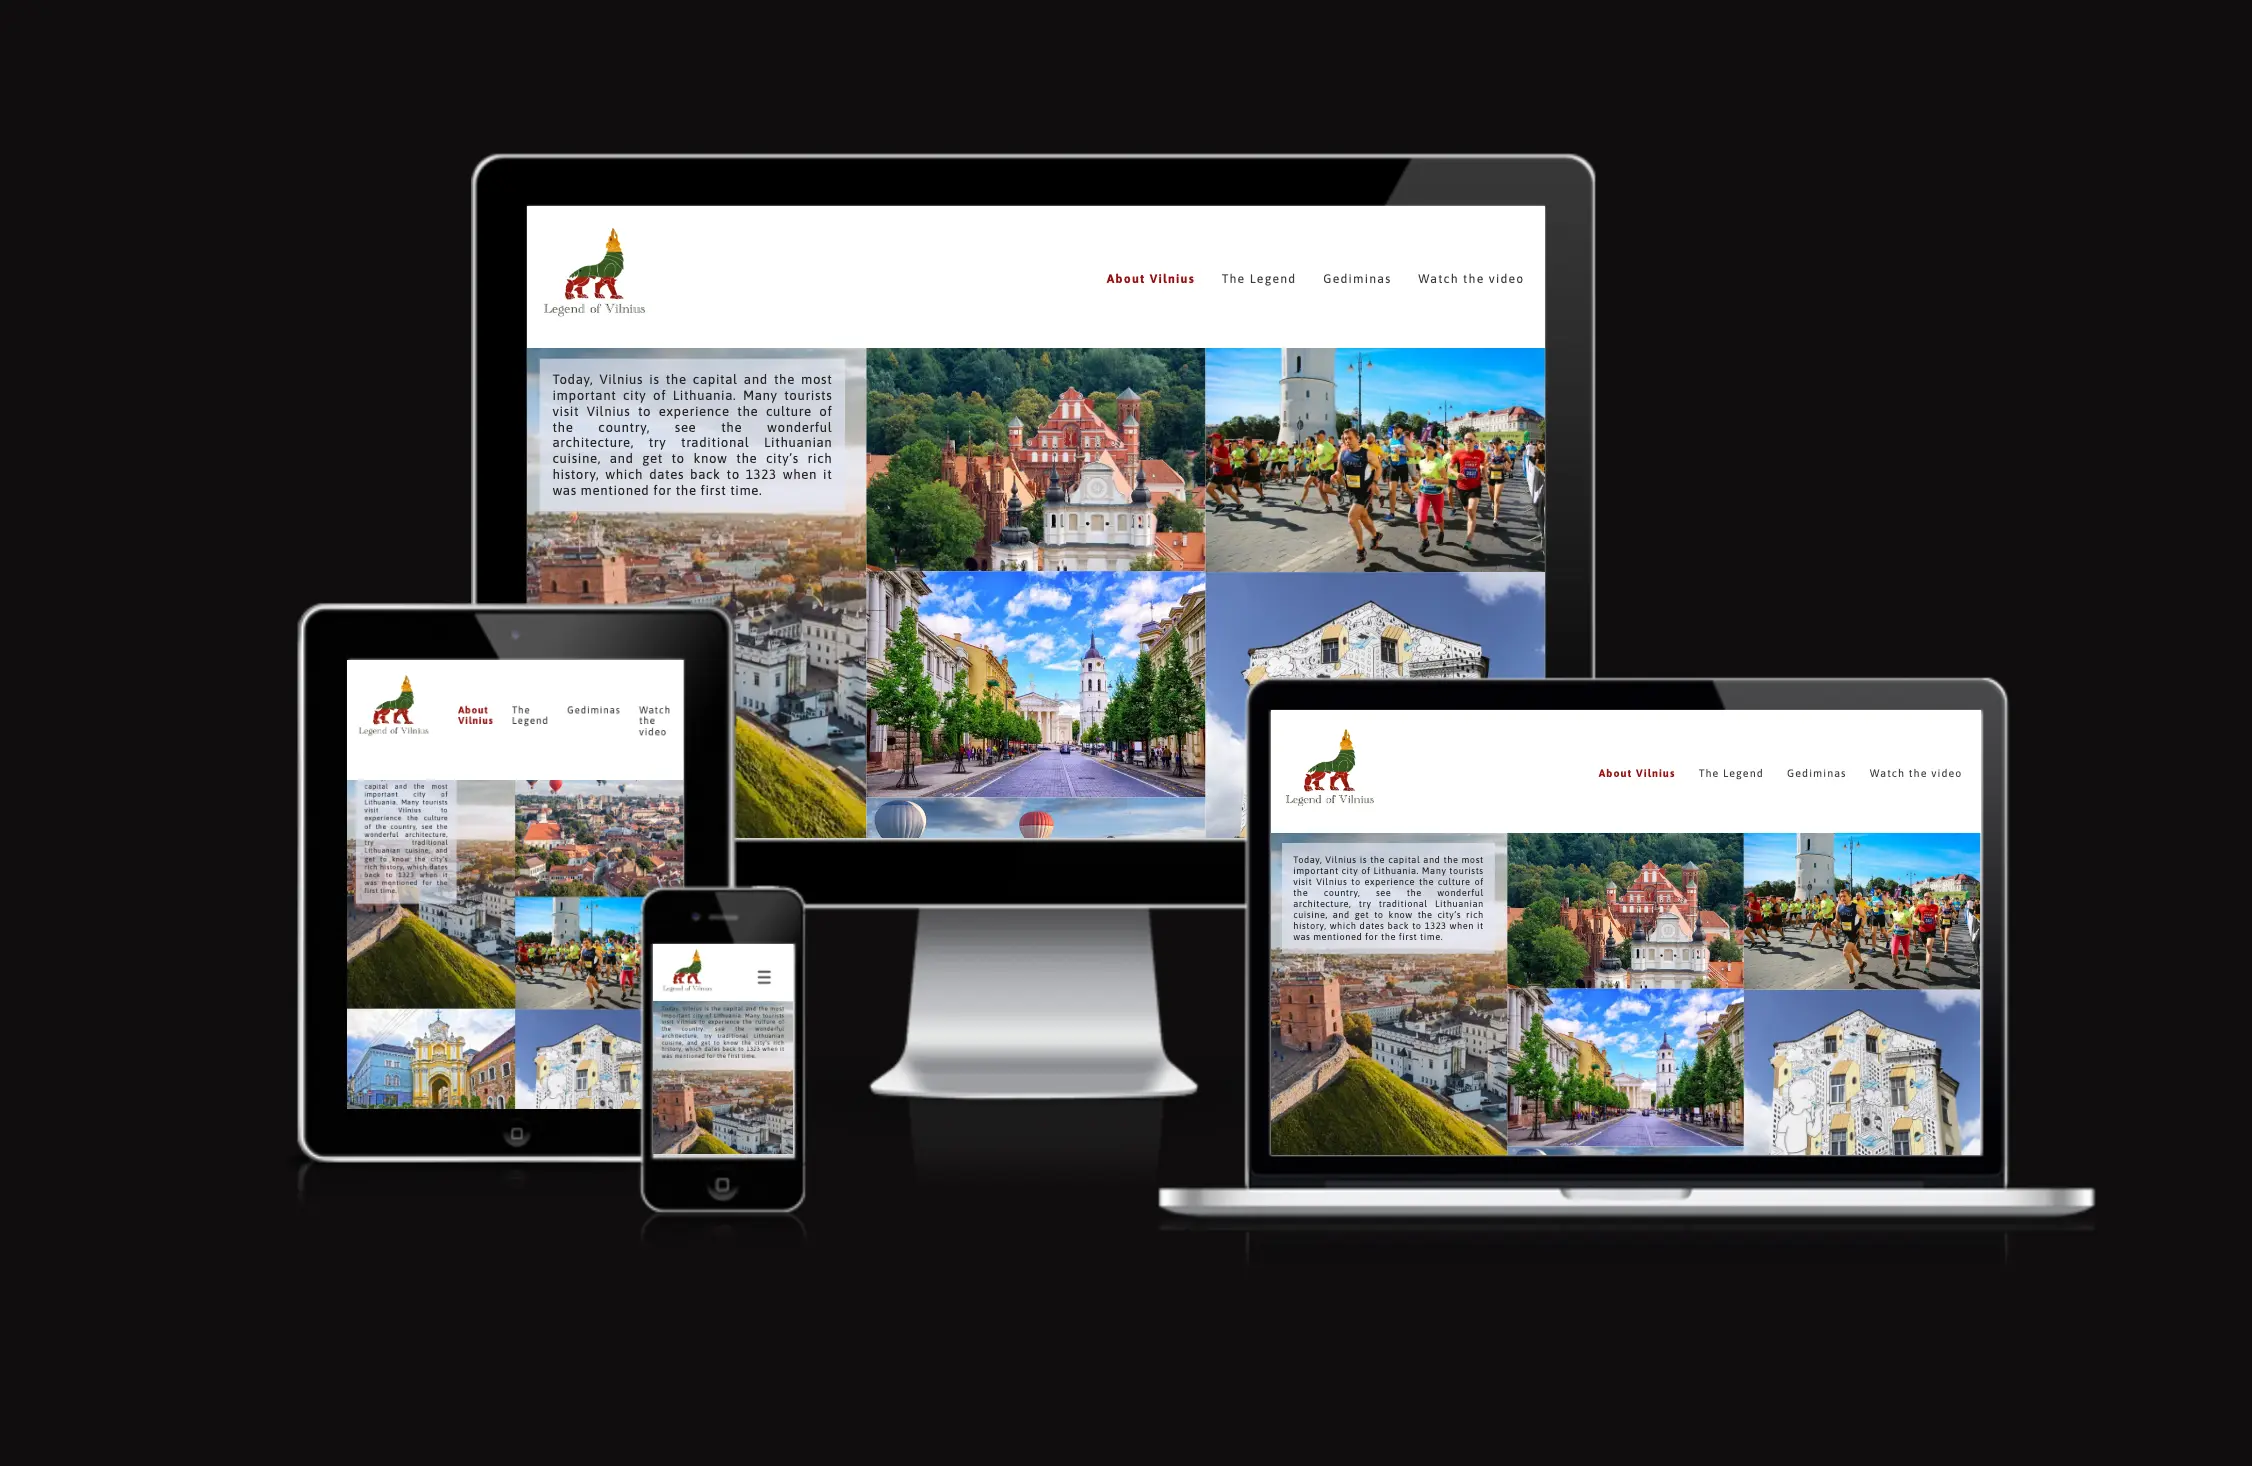 Legend of Vilnius
About Vilnius The Legend Gediminas Watch the video
Today, Vilnius is the capital and the most
important city of Lithuania. Many tourists
visit Vilnius to experience the culture of
the country, see the wonderful
architecture, try traditional Lithuanian
cuisine, and get to know the city's rich
history, which dates back to 1323 when it
was mentioned for the first time.
Legend of Vilnius
About
Vilnius
The
Legend
Gediminas
Watch
the
video
capital and the most
important city of
Lithuania. Many tourists
visit Vilnius to
experience the culture
of the country, see the
wonderful architecture,
try traditional
Lithuanian cuisine, and
get to know the city's
rich history, which dates
back to 1323 when it
was mentioned for the
first time.
Legend of Vilnius
Today, Vilnius is the capital and the most
important city of Lithuania. Many tourists
visit Vilnius to experience the culture of
the country, see the wonderful
architecture, try traditional Lithuanian
cuisine, and get to know the city's rich
history, which dates back to 1323 when it
was mentioned for the first time.
Legend of Vilnius
About Vilnius The Legend Gediminas Watch the video
Today, Vilnius is the capital and the most
important city of Lithuania. Many tourists
visit Vilnius to experience the culture of
the country, see the wonderful
architecture, try traditional Lithuanian
cuisine, and get to know the city's rich
history, which dates back to 1323 when it
was mentioned for the first time.